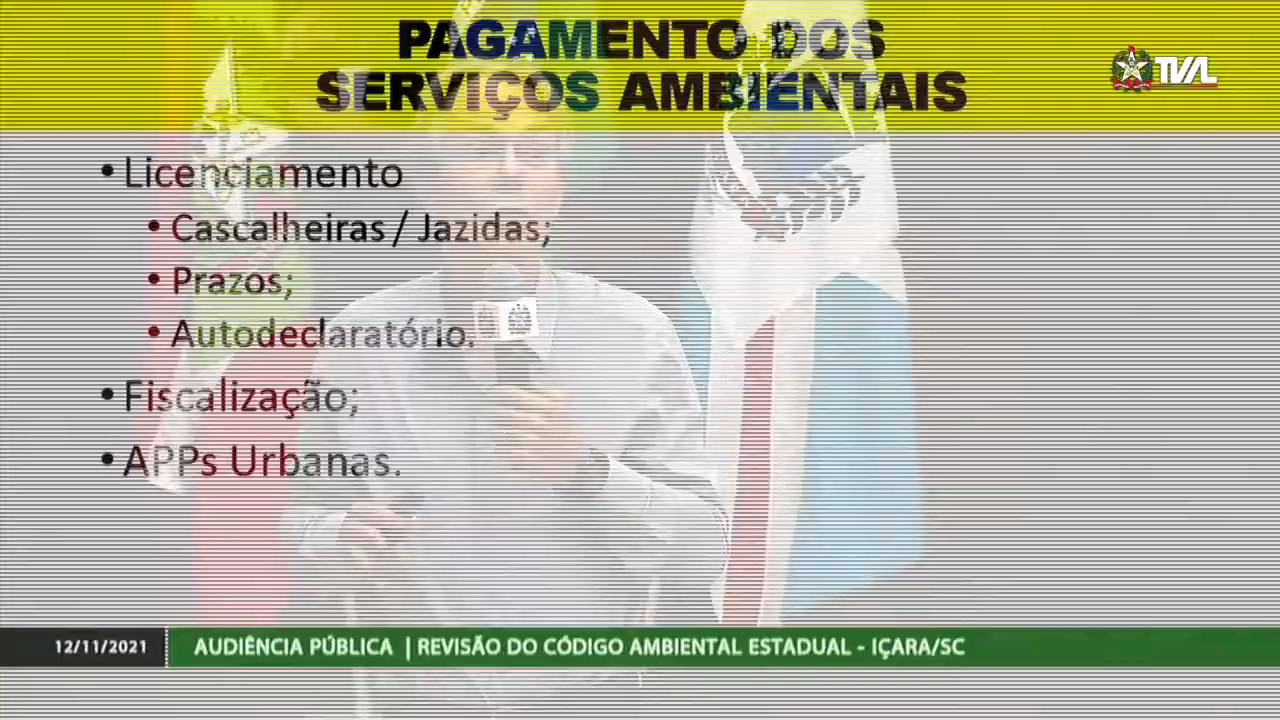 PAGAMENTO DOS
SERVIÇOS AMBIENTAIS
TVAL
• Licenciamento
• Cascalheiras / Jazidas;
• Prazos;
• Autodeclaratório.
• Fiscalização;
• APPs Urbanas.
12/11/2021
AUDIÊNCIA PÚBLICA | REVISÃO DO CÓDIGO AMBIENTAL ESTADUAL - IÇARA/SC